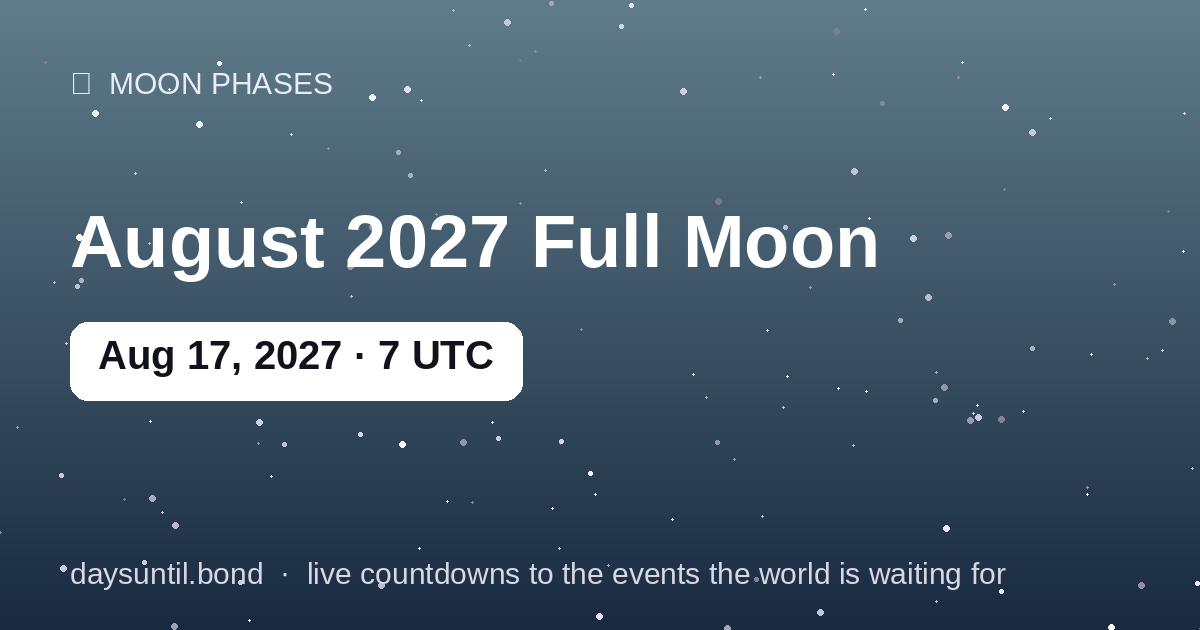 MOON PHASES
August 2027 Full Moon
Aug 17, 2027 · 7 UTC
daysuntil.bond · live countdowns to the events the world is waiting for